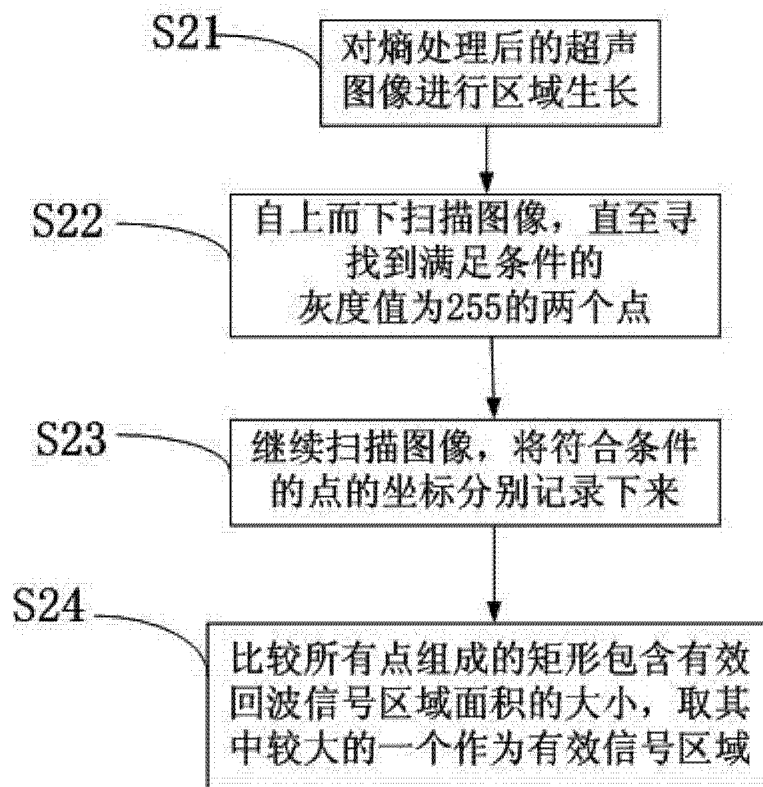 S21
对熵处理后的超声
图像进行区域生长
S22
自上而下扫描图像，直至寻
找到满足条件的
灰度值为255的两个点
S23
继续扫描图像，将符合条件
的点的坐标分别记录下来
S24
比较所有点组成的矩形包含有效
回波信号区域面积的大小，取其
中较大的一个作为有效信号区域